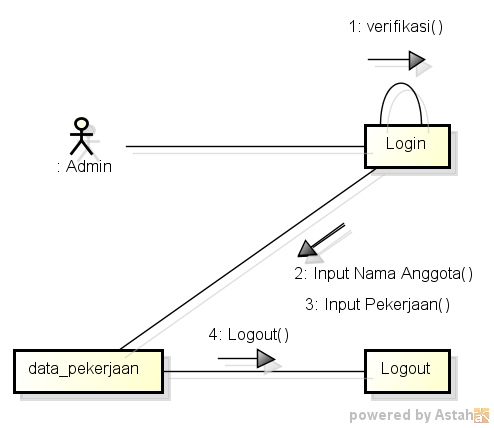 1: verifikasi()
Login
: Admin
2: Input Nama Anggota()
3: Input Pekerjaan()
4: Logout()
data_pekerjaan
Logout
powered by Astah